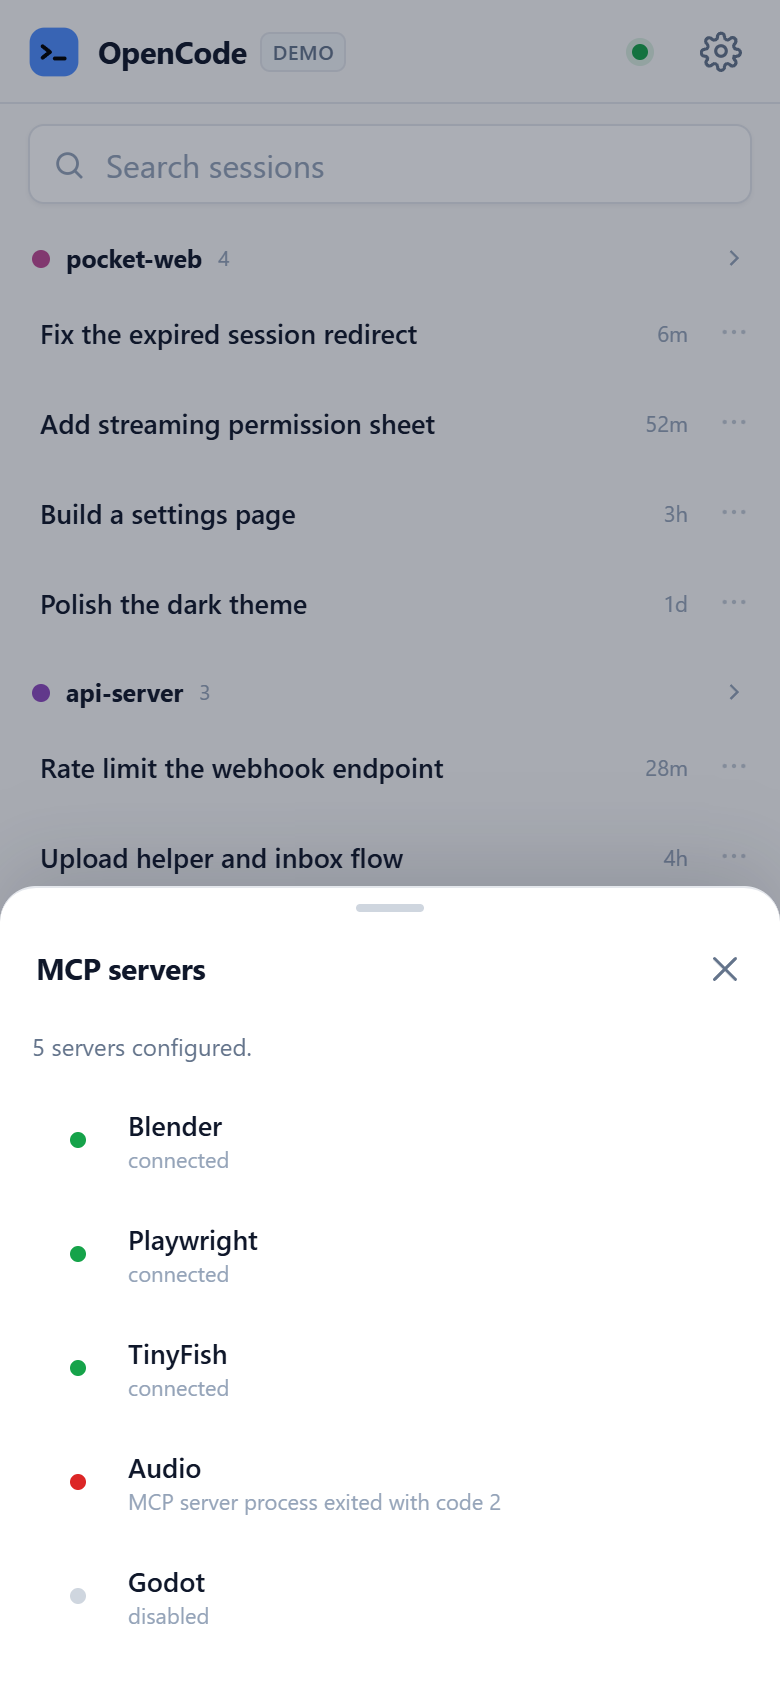 OpenCode DEMO
Search sessions
pocket-web 4
Fix the expired session redirect 6m
Add streaming permission sheet 52m
Build a settings page 3h
Polish the dark theme 1d
api-server 3
Rate limit the webhook endpoint 28m
Upload helper and inbox flow 4h
MCP servers
5 servers configured.
Blender
connected
Playwright
connected
TinyFish
connected
Audio
MCP server process exited with code 2
Godot
disabled